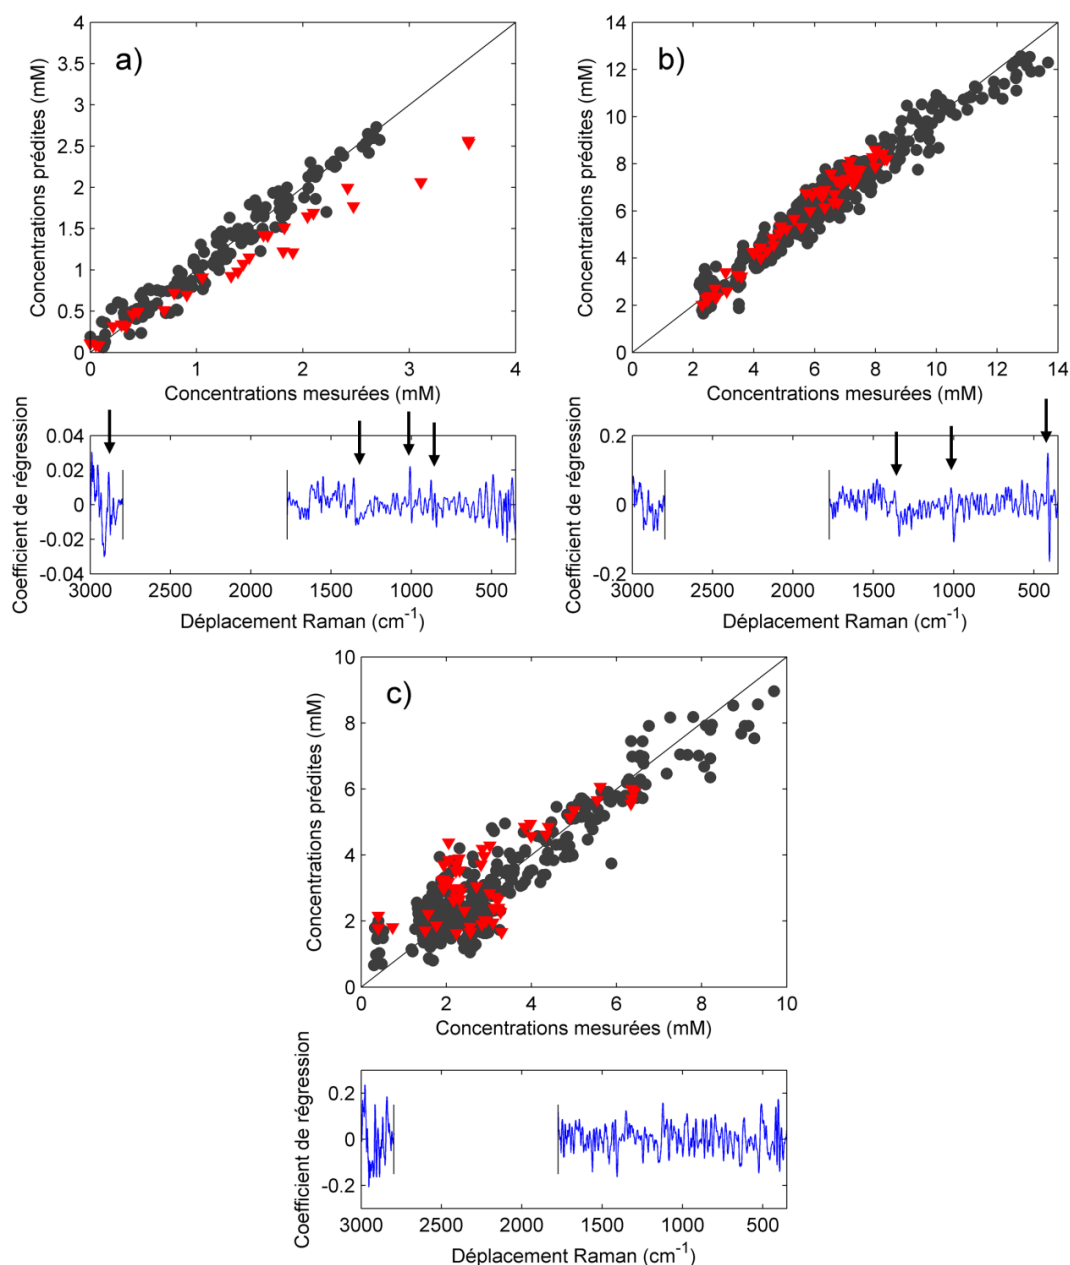 a)
Concentrations prédites (mM)
4
3.5
3
2.5
2
1.5
1
0.5
0
0 1 2 3 4
Concentrations mesurées (mM)
b)
Concentrations prédites (mM)
14
12
10
8
6
4
2
0
0 2 4 6 8 10 12 14
Concentrations mesurées (mM)
Coefficient de régression
0.04
0.02
0
-0.02
-0.04
3000 2500 2000 1500 1000 500
Déplacement Raman (cm⁻¹)
Coefficient de régression
0.2
0
-0.2
3000 2500 2000 1500 1000 500
Déplacement Raman (cm⁻¹)
c)
Concentrations prédites (mM)
10
8
6
4
2
0
0 2 4 6 8 10
Concentrations mesurées (mM)
Coefficient de régression
0.2
0
-0.2
3000 2500 2000 1500 1000 500
Déplacement Raman (cm⁻¹)